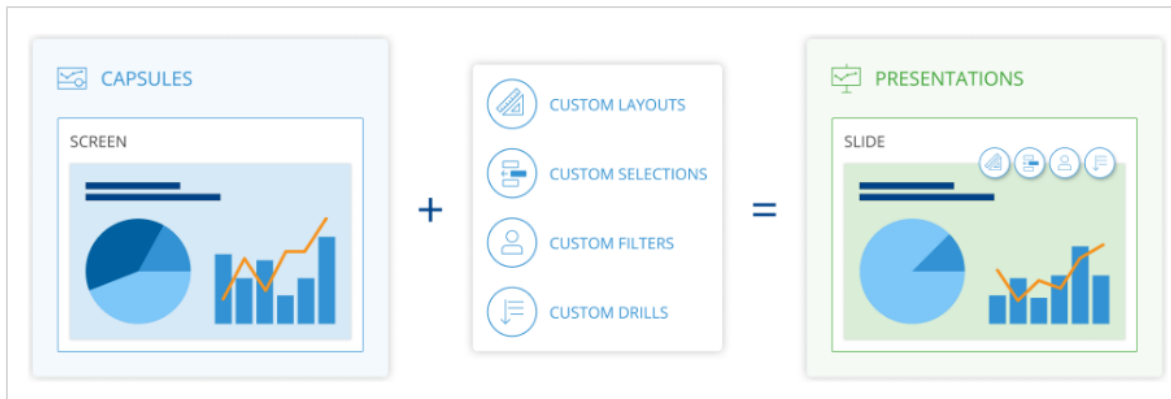 CAPSULES
SCREEN
+
CUSTOM LAYOUTS
CUSTOM SELECTIONS
CUSTOM FILTERS
CUSTOM DRILLS
=
PRESENTATIONS
SLIDE